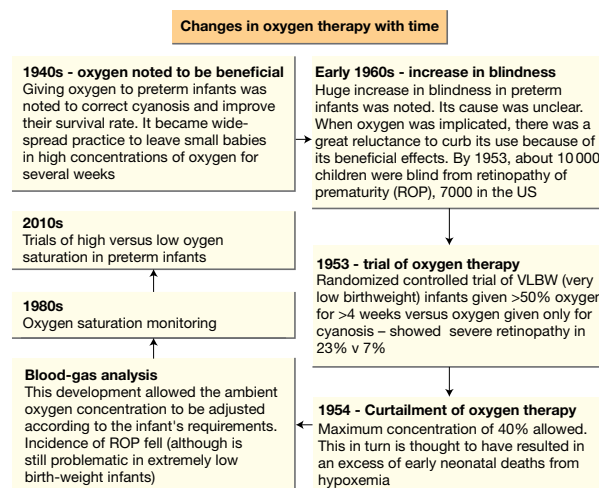 Changes in oxygen therapy with time
1940s - oxygen noted to be beneficial
Giving oxygen to preterm infants was
noted to correct cyanosis and improve
their survival rate. It became wide-
spread practice to leave small babies
in high concentrations of oxygen for
several weeks
Early 1960s - increase in blindness
Huge increase in blindness in preterm
infants was noted. Its cause was unclear.
When oxygen was implicated, there was a
great reluctance to curb its use because of
its beneficial effects. By 1953, about 10 000
children were blind from retinopathy of
prematurity (ROP), 7000 in the US
1953 - trial of oxygen therapy
Randomized controlled trial of VLBW (very
low birthweight) infants given >50% oxygen
for >4 weeks versus oxygen given only for
cyanosis – showed severe retinopathy in
23% v 7%
1954 - Curtailment of oxygen therapy
Maximum concentration of 40% allowed.
This in turn is thought to have resulted in
an excess of early neonatal deaths from
hypoxemia
Blood-gas analysis
This development allowed the ambient
oxygen concentration to be adjusted
according to the infant's requirements.
Incidence of ROP fell (although is
still problematic in extremely low
birth-weight infants)
1980s
Oxygen saturation monitoring
2010s
Trials of high versus low oygen
saturation in preterm infants